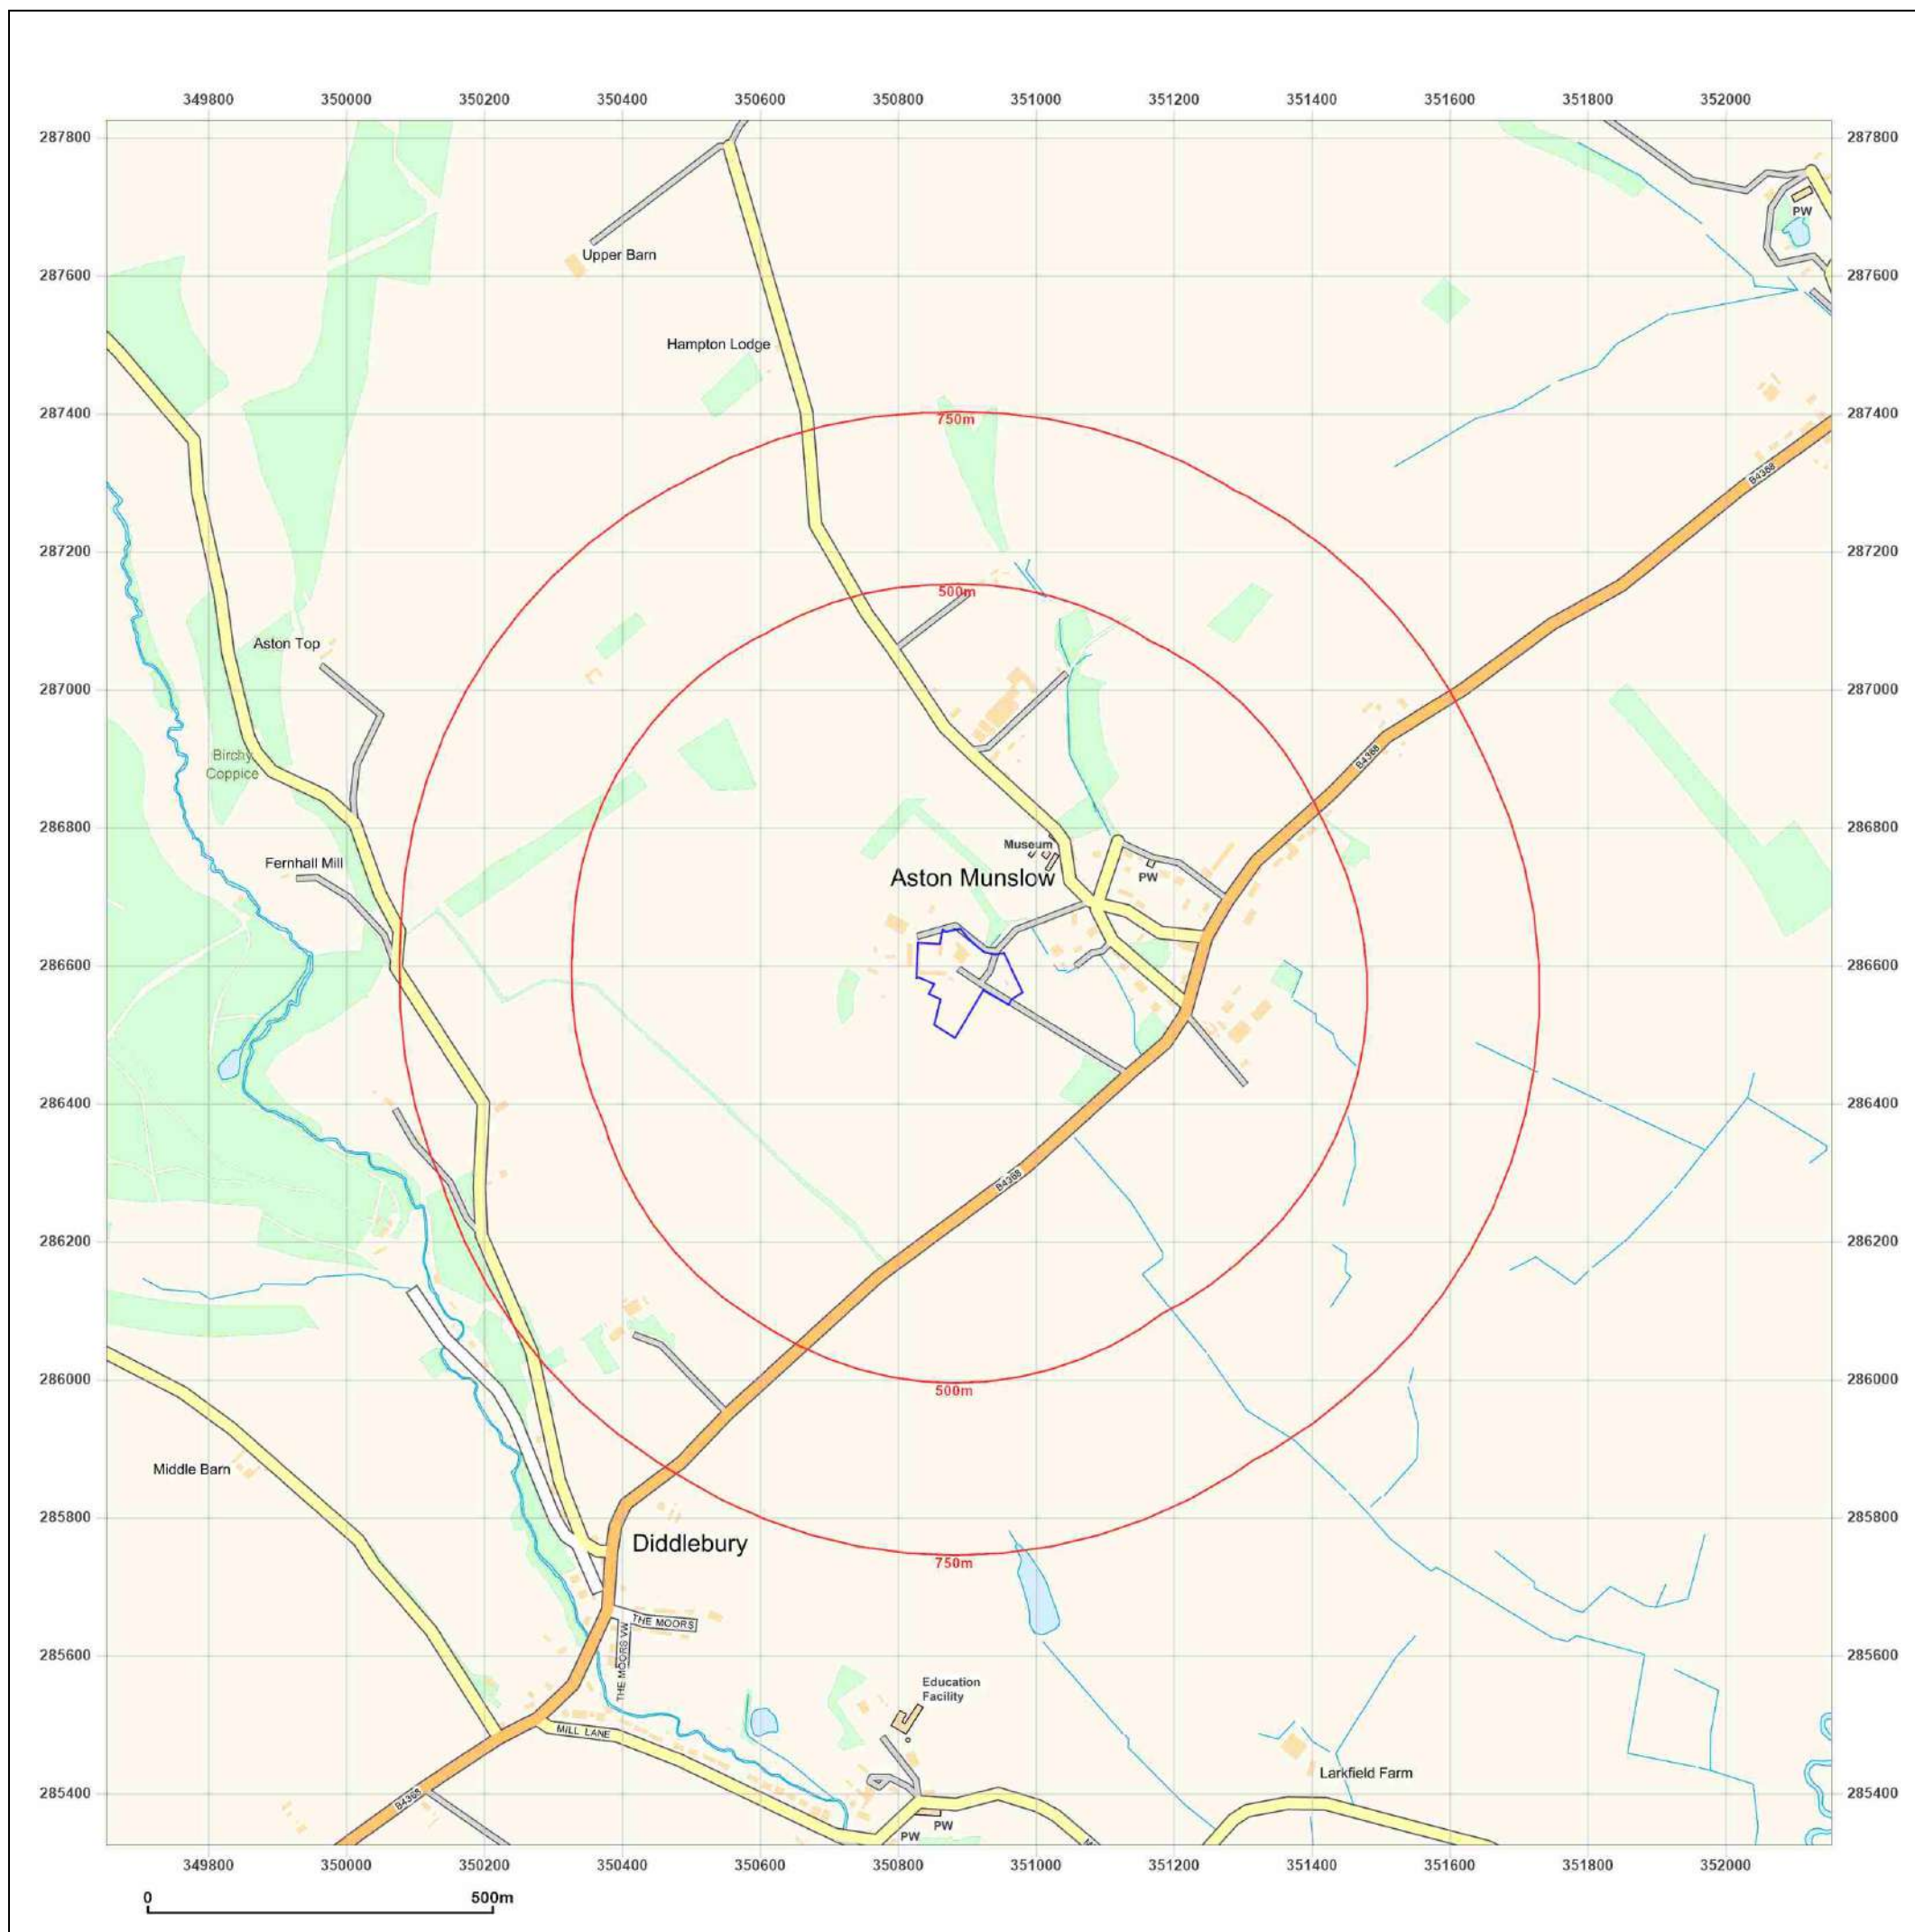 349800 350000 350200 350400 350600 350800 351000 351200 351400 351600 351800 352000
287800 287800
PW
Upper Barn
287600 287600
Hampton Lodge
287400 287400
750m
B4368
287200 287200
500m
Aston Top
287000 287000
Birchy
Coppice
B4368
286800 286800
Museum
Fernhall Mill
Aston Munslow
PW
286600 286600
286400 286400
B4368
286200 286200
286000 286000
500m
Middle Barn
285800 285800
Diddlebury
750m
THE MOORS
THE MOORS VW
285600 285600
Education
Facility
MILL LANE
Larkfield Farm
285400 285400
B4368
PW
PW
349800 350000 350200 350400 350600 350800 351000 351200 351400 351600 351800 352000
0 500m